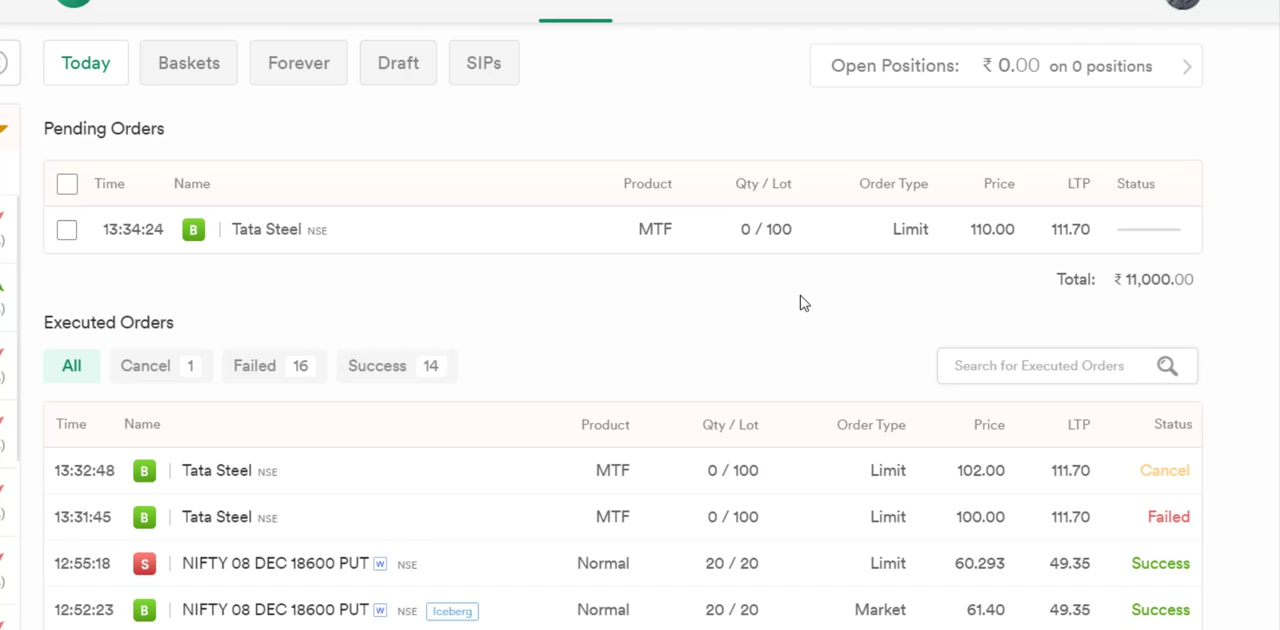 Today Baskets Forever Draft SIPs Open Positions: ₹ 0.00 on 0 positions
Pending Orders
Time Name Product Qty / Lot Order Type Price LTP Status
13:34:24 B Tata Steel NSE MTF 0 / 100 Limit 110.00 111.70
Total: ₹ 11,000.00
Executed Orders
All Cancel 1 Failed 16 Success 14 Search for Executed Orders
Time Name Product Qty / Lot Order Type Price LTP Status
13:32:48 B Tata Steel NSE MTF 0 / 100 Limit 102.00 111.70 Cancel
13:31:45 B Tata Steel NSE MTF 0 / 100 Limit 100.00 111.70 Failed
12:55:18 S NIFTY 08 DEC 18600 PUT W NSE Normal 20 / 20 Limit 60.293 49.35 Success
12:52:23 B NIFTY 08 DEC 18600 PUT W NSE Iceberg Normal 20 / 20 Market 61.40 49.35 Success